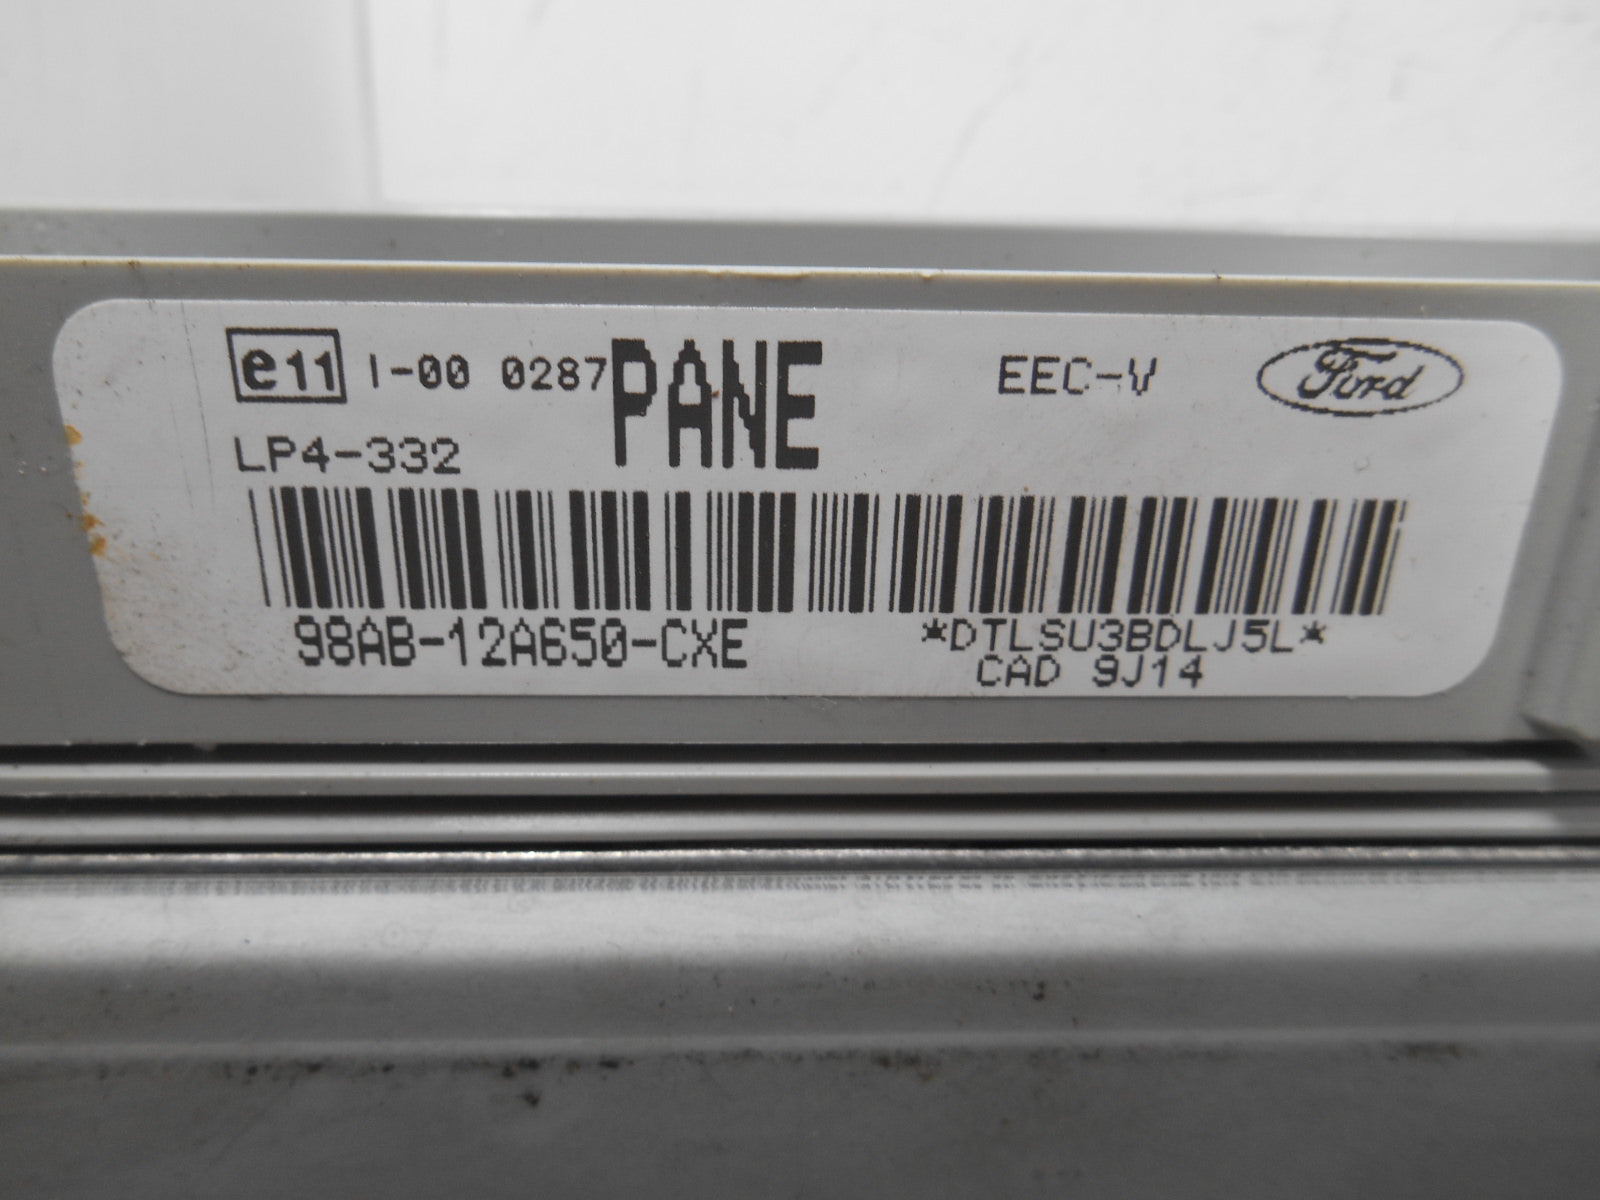 e11 I-00 0287 PANE EEC-V Ford
LP4-332
98AB-12A650-CXE *DTLSU3BDLJ5L*
CAD 9J14